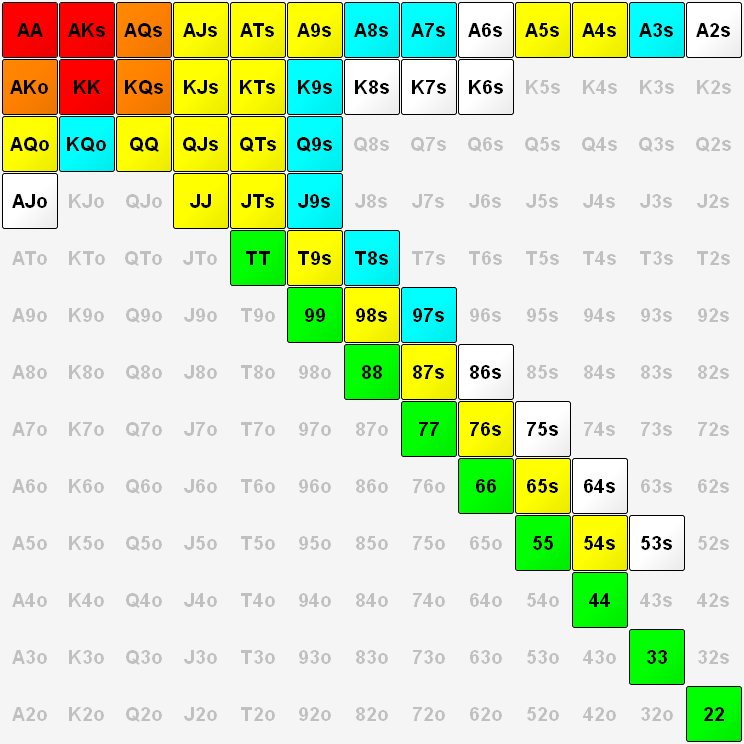 AA AKs AQs AJs ATs A9s A8s A7s A6s A5s A4s A3s A2s
AKo KK KQs KJs KTs K9s K8s K7s K6s K5s K4s K3s K2s
AQo KQo QQ QJs QTs Q9s Q8s Q7s Q6s Q5s Q4s Q3s Q2s
AJo KJo QJo JJ JTs J9s J8s J7s J6s J5s J4s J3s J2s
ATo KTo QTo JTo TT T9s T8s T7s T6s T5s T4s T3s T2s
A9o K9o Q9o J9o T9o 99 98s 97s 96s 95s 94s 93s 92s
A8o K8o Q8o J8o T8o 98o 88 87s 86s 85s 84s 83s 82s
A7o K7o Q7o J7o T7o 97o 87o 77 76s 75s 74s 73s 72s
A6o K6o Q6o J6o T6o 96o 86o 76o 66 65s 64s 63s 62s
A5o K5o Q5o J5o T5o 95o 85o 75o 65o 55 54s 53s 52s
A4o K4o Q4o J4o T4o 94o 84o 74o 64o 54o 44 43s 42s
A3o K3o Q3o J3o T3o 93o 83o 73o 63o 53o 43o 33 32s
A2o K2o Q2o J2o T2o 92o 82o 72o 62o 52o 42o 32o 22